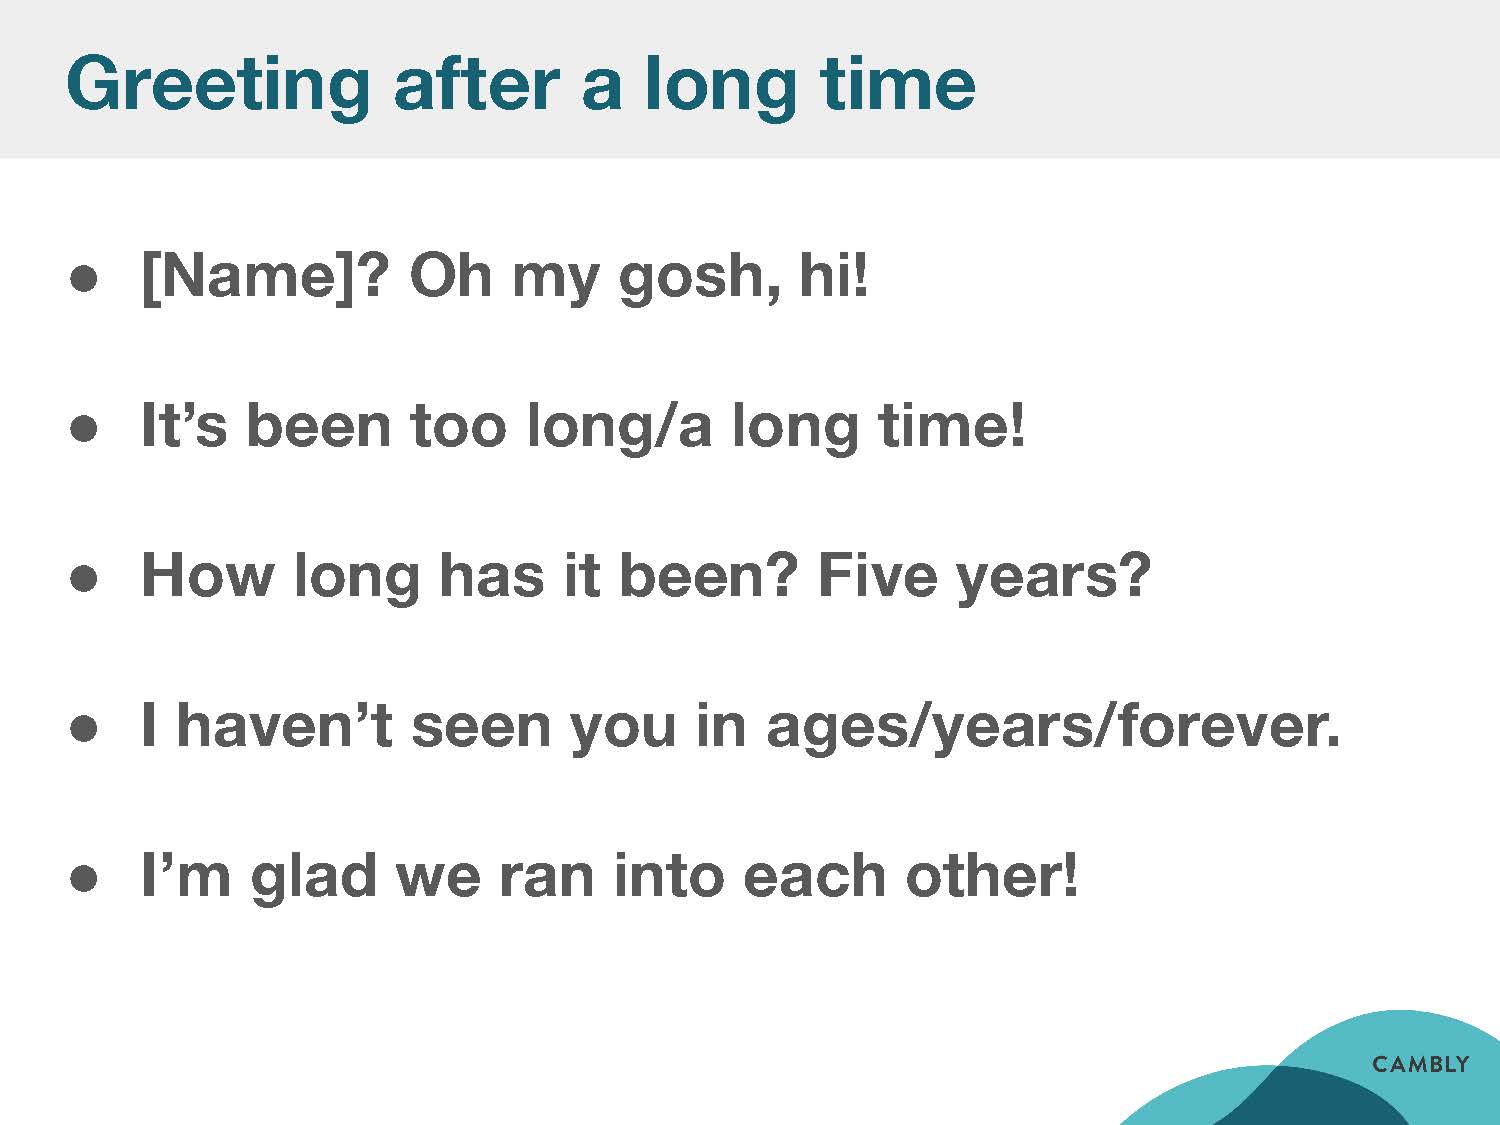 Greeting after a long time
● [Name]? Oh my gosh, hi!
● It’s been too long/a long time!
● How long has it been? Five years?
● I haven’t seen you in ages/years/forever.
● I’m glad we ran into each other!
CAMBLY